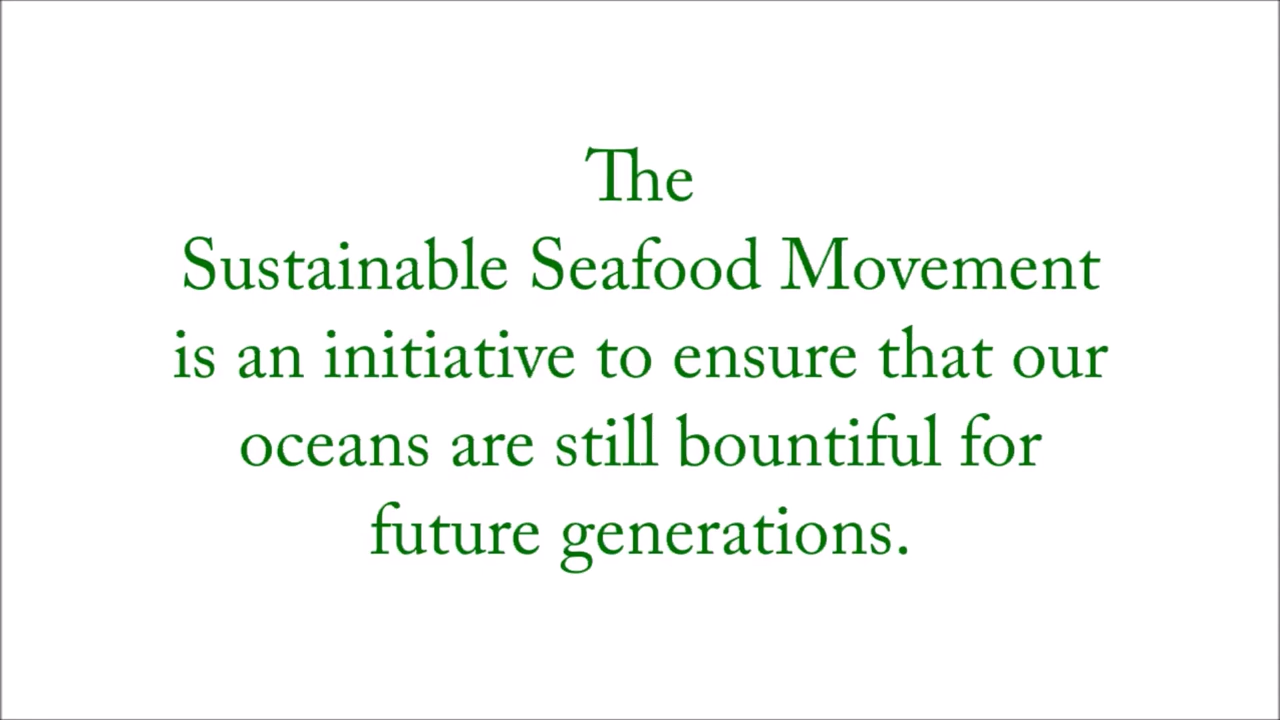 The
Sustainable Seafood Movement
is an initiative to ensure that our
oceans are still bountiful for
future generations.